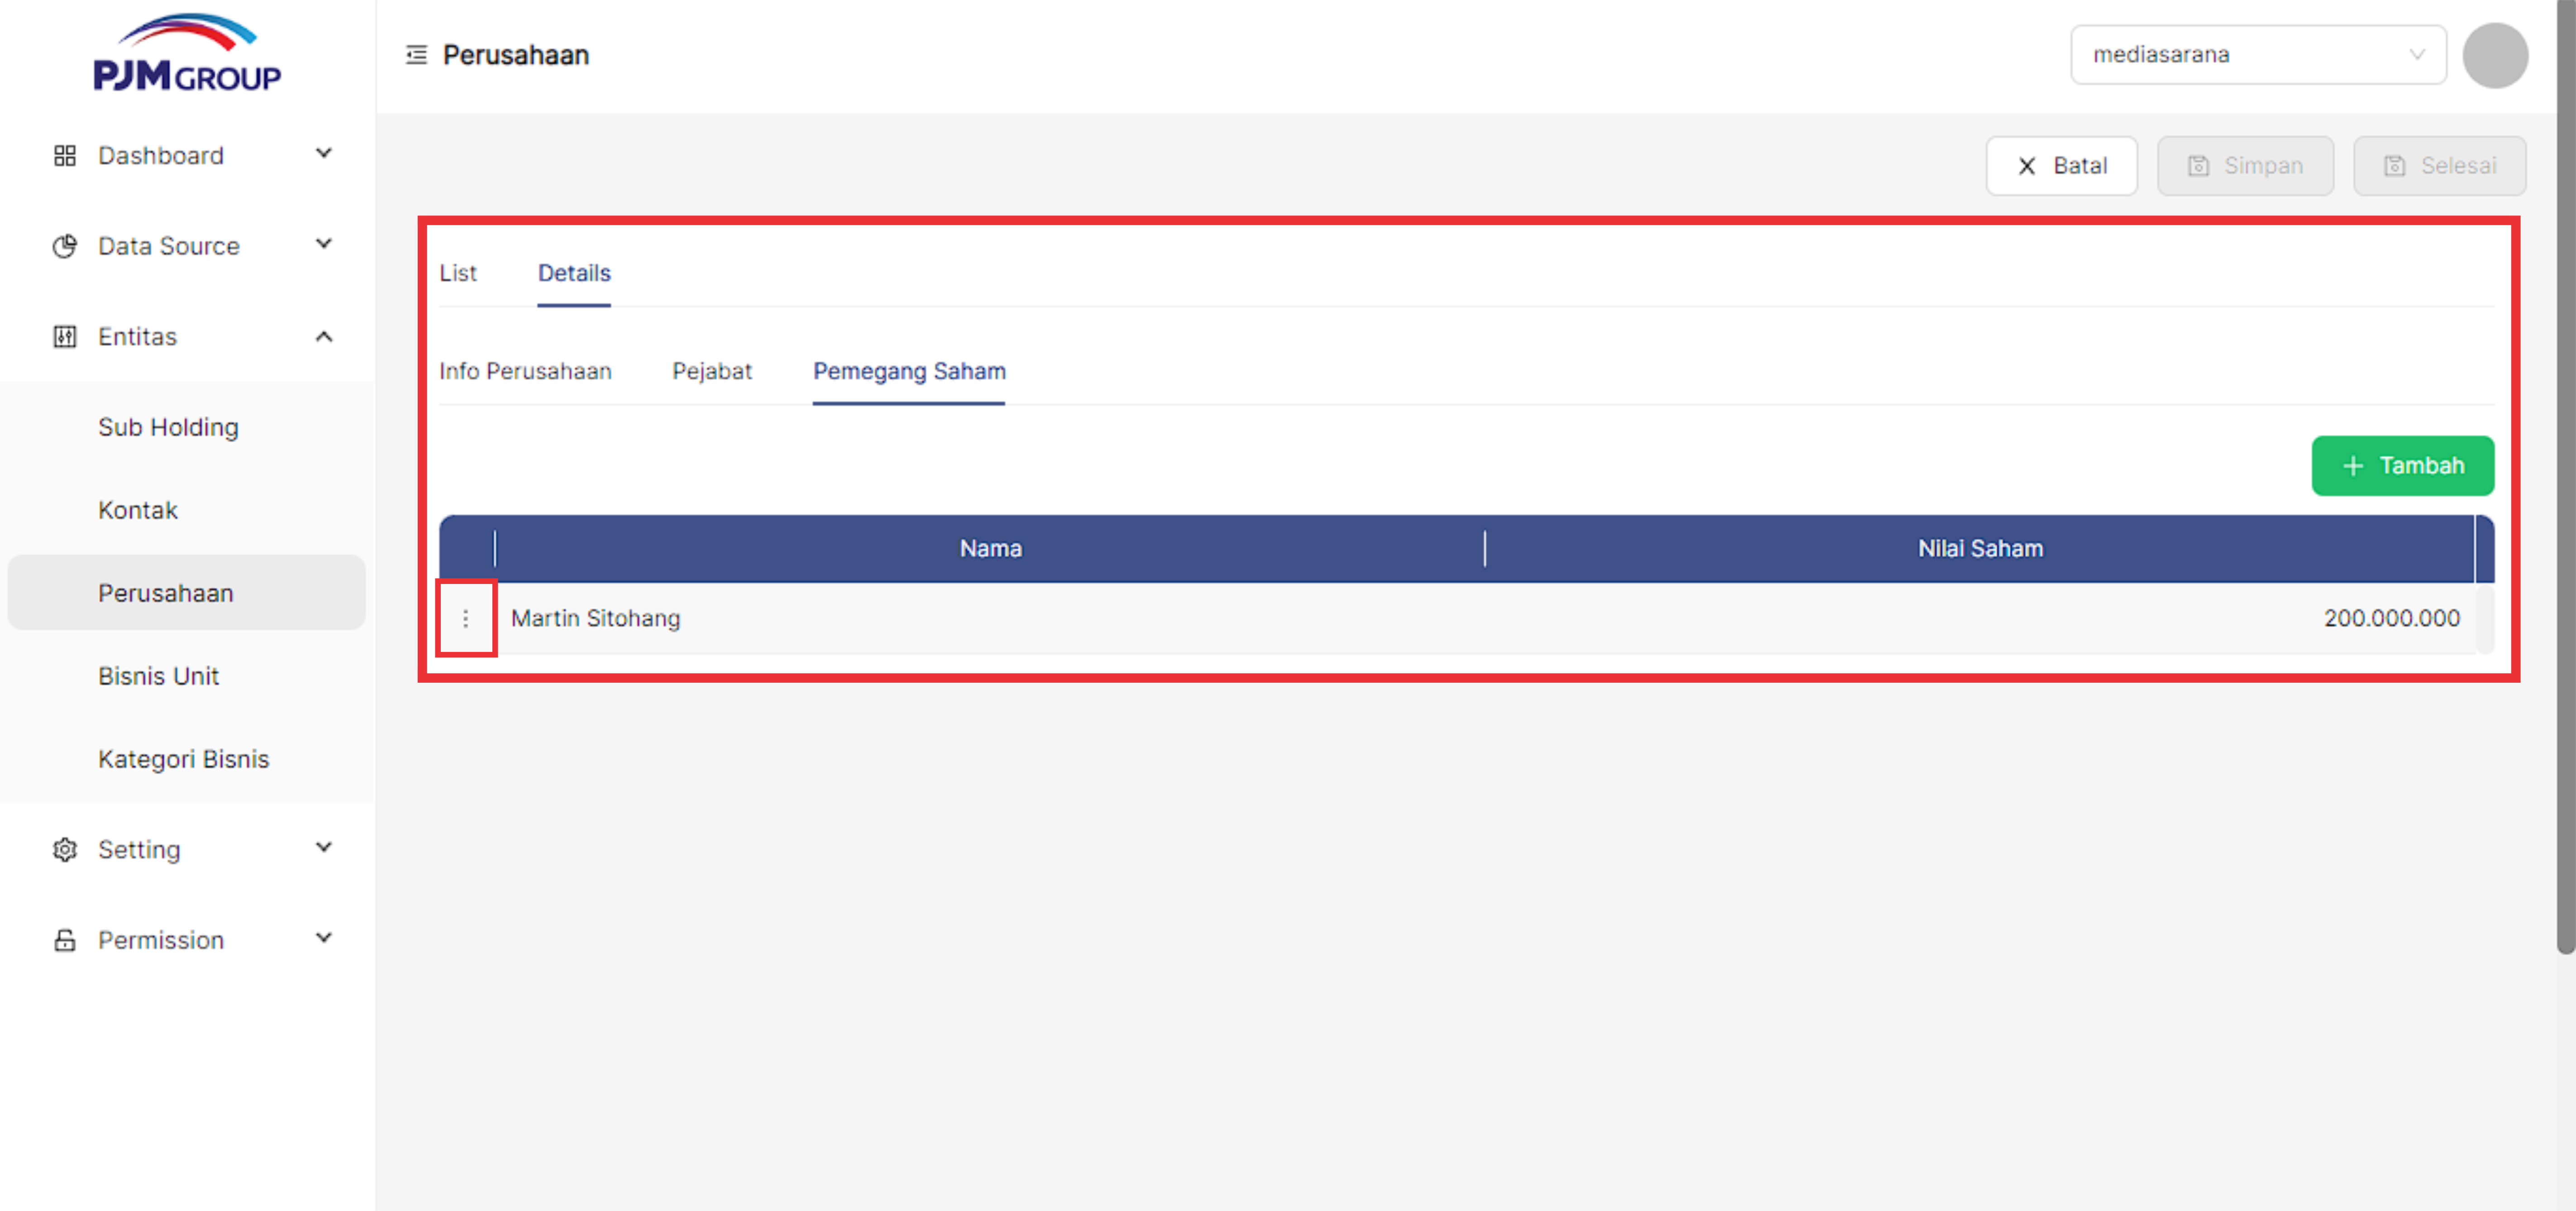 PJM GROUP
Dashboard
Data Source
Entitas
Sub Holding
Kontak
Perusahaan
Bisnis Unit
Kategori Bisnis
Setting
Permission
Perusahaan
mediasarana
Batal
Simpan
Selesai
List Details
Info Perusahaan Pejabat Pemegang Saham
+ Tambah
Nama Nilai Saham
Martin Sitohang 200.000.000